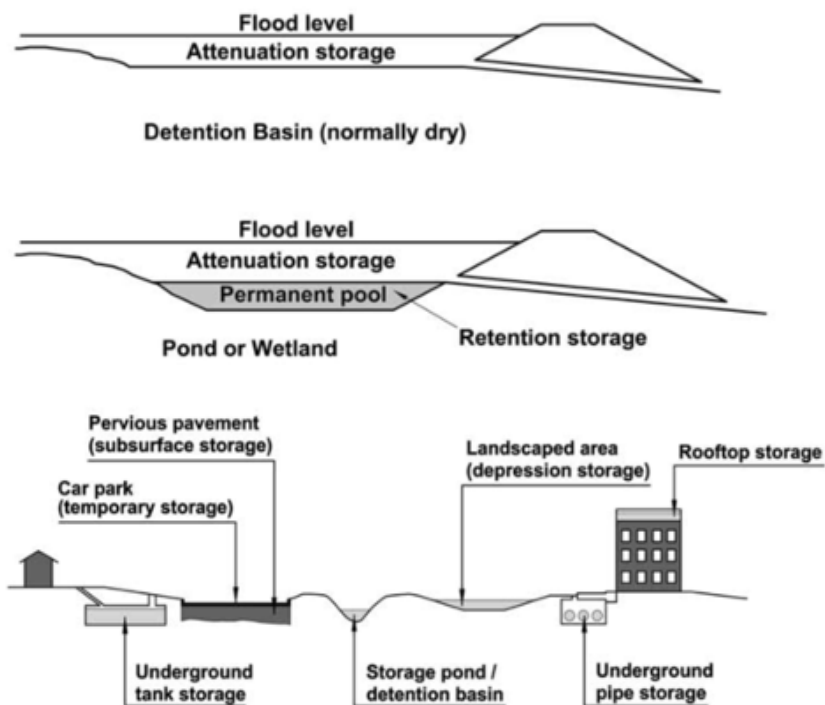 Flood level
Attenuation storage
Detention Basin (normally dry)
Flood level
Attenuation storage
Permanent pool
Retention storage
Pond or Wetland
Pervious pavement
(subsurface storage)
Car park
(temporary storage)
Landscaped area
(depression storage)
Rooftop storage
Underground
tank storage
Storage pond /
detention basin
Underground
pipe storage